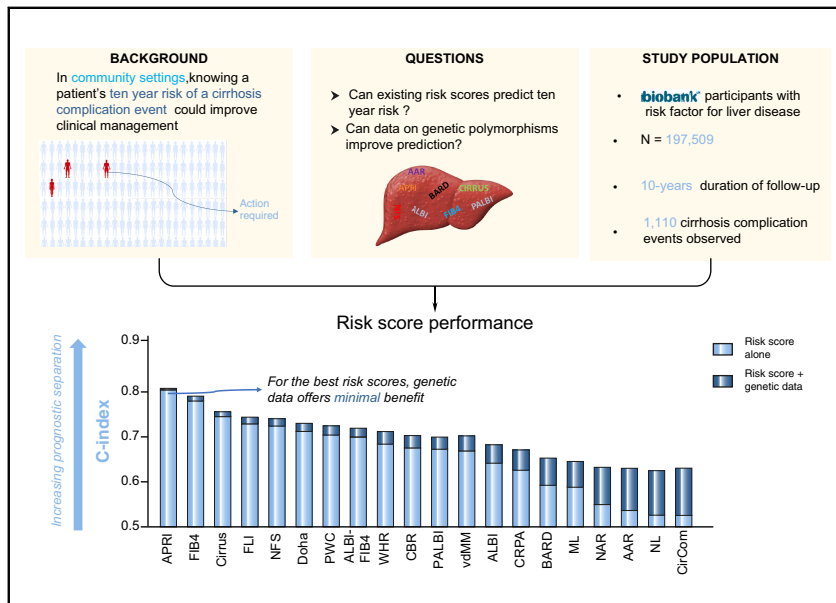 BACKGROUND
In community settings,knowing a
patient's ten year risk of a cirrhosis
complication event could improve
clinical management
Action
required
QUESTIONS
➤ Can existing risk scores predict ten
year risk ?
➤ Can data on genetic polymorphisms
improve prediction?
AAR
APRI
BARD
CIRRUS
ALBI
FIB4
PALBI
STUDY POPULATION
• biobank™ participants with
risk factor for liver disease
• N = 197,509
• 10-years duration of follow-up
• 1,110 cirrhosis complication
events observed
Risk score performance
Increasing prognostic separation
C-index
0.9
0.8
0.7
0.6
0.5
For the best risk scores, genetic
data offers minimal benefit
Risk score
alone
Risk score +
genetic data
APRI
FIB4
Cirrus
FLI
NFS
Doha
PWC
ALBI-
FIB4
WHR
CBR
PALBI
vdMM
ALBI
CRPA
BARD
ML
NAR
AAR
NL
CirCom